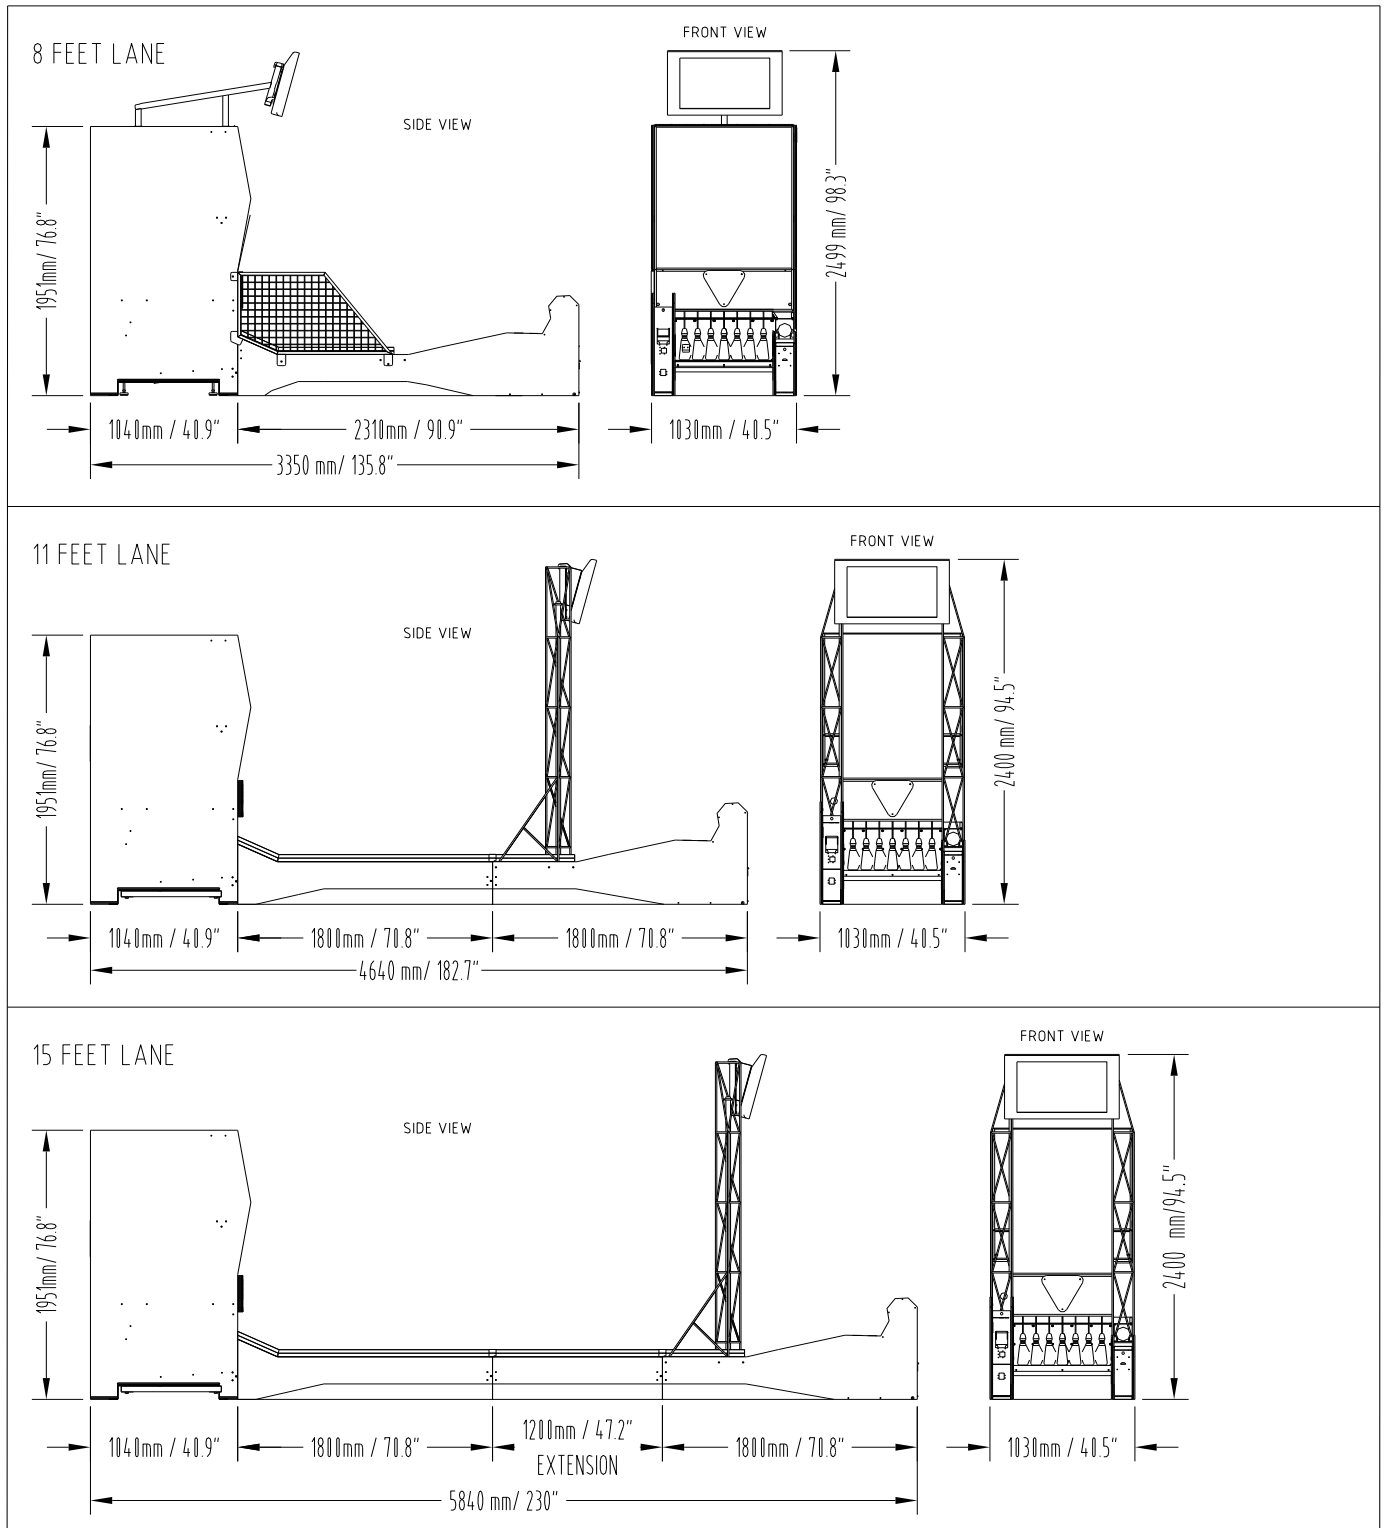 8 FEET LANE
FRONT VIEW
SIDE VIEW
1951mm/ 76.8"
2499 mm/ 98.3"
1040mm / 40.9"
2310mm / 90.9"
1030mm / 40.5"
3350 mm/ 135.8"
11 FEET LANE
FRONT VIEW
SIDE VIEW
1951mm/ 76.8"
2400 mm/ 94.5"
1040mm / 40.9"
1800mm / 70.8"
1800mm / 70.8"
1030mm / 40.5"
4640 mm/ 182.7"
15 FEET LANE
FRONT VIEW
SIDE VIEW
1951mm/ 76.8"
2400 mm/94.5"
1040mm / 40.9"
1800mm / 70.8"
1200mm / 47.2"
EXTENSION
1800mm / 70.8"
1030mm / 40.5"
5840 mm/ 230"